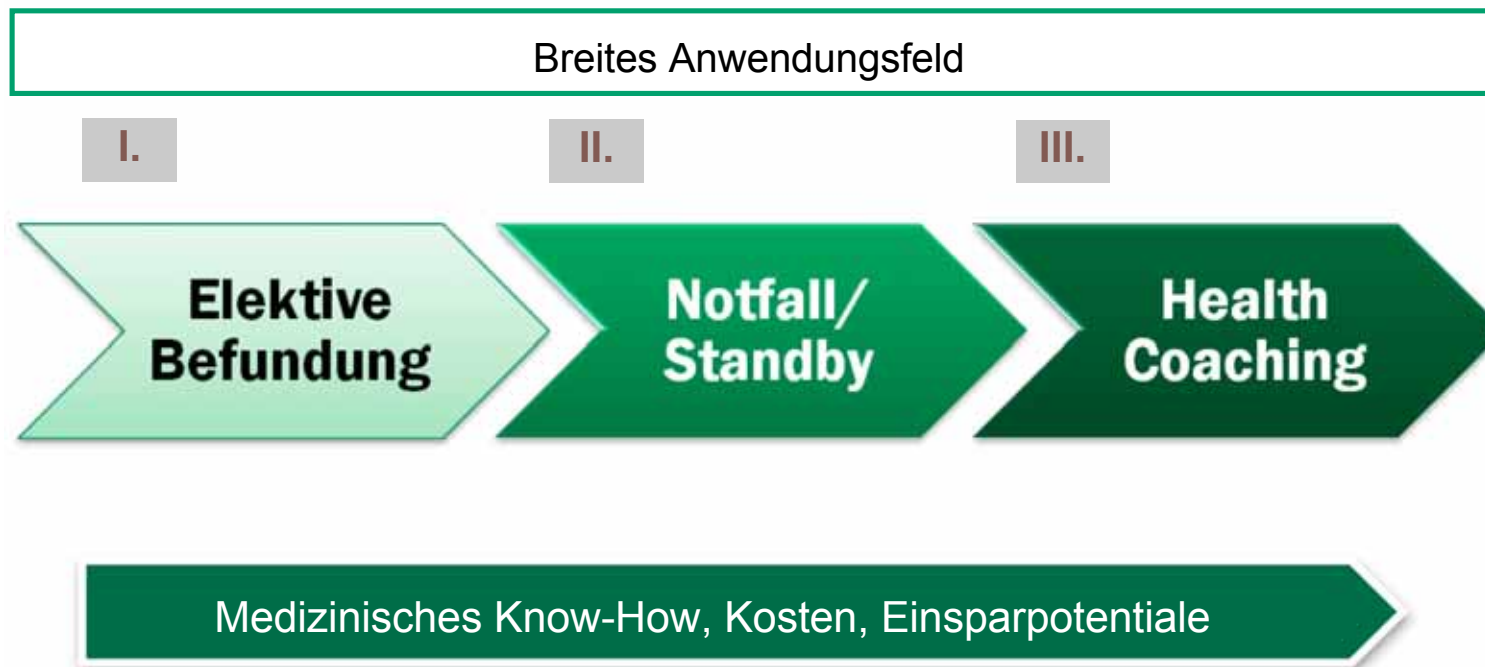 Breites Anwendungsfeld
I.
II.
III.
Elektive
Befundung
Notfall/
Standby
Health
Coaching
Medizinisches Know-How, Kosten, Einsparpotentiale